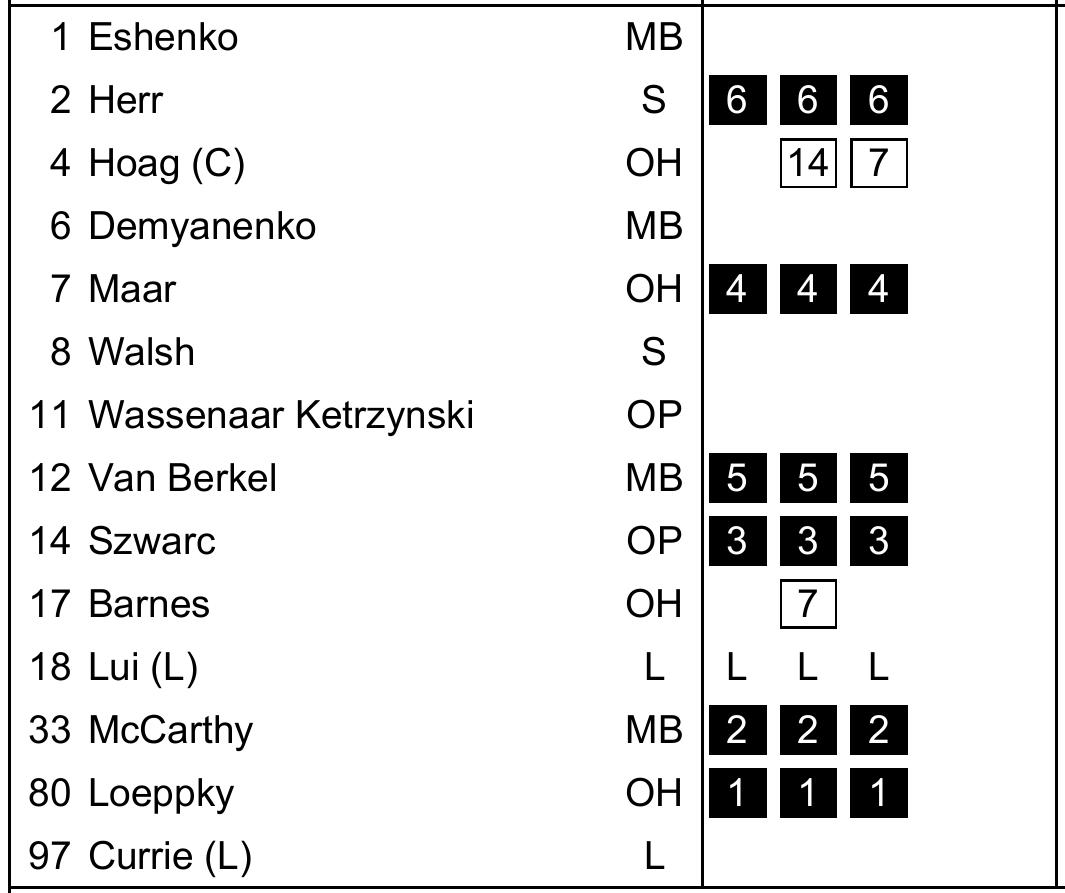 1 Eshenko MB
2 Herr S 6 6 6
4 Hoag (C) OH 14 7
6 Demyanenko MB
7 Maar OH 4 4 4
8 Walsh S
11 Wassenaar Ketrzynski OP
12 Van Berkel MB 5 5 5
14 Szwarc OP 3 3 3
17 Barnes OH 7
18 Lui (L) L L L L
33 McCarthy MB 2 2 2
80 Loeppky OH 1 1 1
97 Currie (L) L